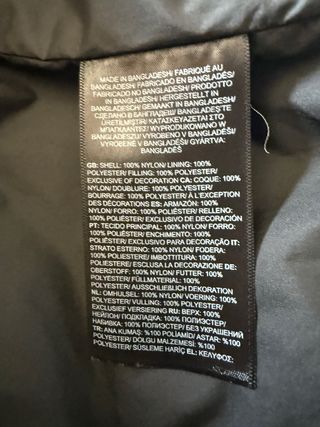 MADE IN BANGLADESH/ FABRIQUÉ AU
BANGLADESH/ FABRICADO EN BANGLADÉS/
FABRICADO NO BANGLADESH/ PRODOTTO
IN BANGLADESH/ HERGESTELLT IN
BANGLADESCH/ GEMAAKT IN BANGLADESH/
СДЕЛАНО В БАНГЛАДЕШ/ BANGLADEŞ'TE
ÜRETİLMİŞTİR/ ΚΑΤΑΣΚΕΥΑΖΕΤΑΙ ΣΤΟ
ΜΠΑΓΚΛΑΝΤΕΣ/ WYPRODUKOWANO W
BANGLADESZU/ VYROBENO V BANGLADÉŠI/
VYROBENÉ V BANGLADÉŠI/ GYÁRTVA:
BANGLADÉS
GB: SHELL: 100% NYLON/ LINING: 100%
POLYESTER/ FILLING: 100% POLYESTER/
EXCLUSIVE OF DECORATION CA: COQUE: 100%
NYLON/ DOUBLURE: 100% POLYESTER/
BOURRAGE: 100% POLYESTER/ À L'EXCEPTION
DES DÉCORATIONS ES: ARMAZÓN: 100%
NYLON/ FORRO: 100% POLIÉSTER/ RELLENO:
100% POLIÉSTER/ EXCLUSIVO DE DECORACIÓN
PT: TECIDO PRINCIPAL: 100% NYLON/ FORRO:
100% POLIÉSTER/ ENCHIMENTO: 100%
POLIÉSTER/ EXCLUSIVO PARA DECORAÇÃO IT:
STRATO ESTERNO: 100% NYLON/ FODERA:
100% POLIESTERE/ IMBOTTITURA: 100%
POLIESTERE/ ESCLUSA LA DECORAZIONE DE:
OBERSTOFF: 100% NYLON/ FUTTER: 100%
POLYESTER/ FÜLLMATERIAL: 100%
POLYESTER/ AUSSCHLIEßLICH DEKORATION
NL: OMHULSEL: 100% NYLON/ VOERING: 100%
POLYESTER/ VULLING: 100% POLYESTER/
EXCLUSIEF VERSIERING RU: ВЕРХ: 100%
НЕЙЛОН/ ПОДКЛАДКА: 100% ПОЛИЭСТЕР/
НАБИВКА: 100% ПОЛИЭСТЕР/ БЕЗ УКРАШЕНИЙ
TR: ANA KUMAŞ: %100 POLİAMİD/ ASTAR: %100
POLYESTER/ DOLGU MALZEMESİ: %100
POLYESTER/ SÜSLEME HARİÇ EL: ΚΕΛΥΦΟΣ: